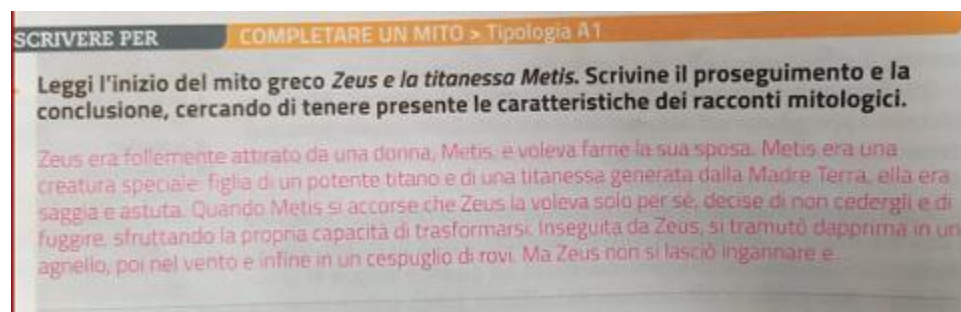 SCRIVERE PER COMPLETARE UN MITO > Tipologia A1
Leggi l'inizio del mito greco Zeus e la titanessa Metis. Scrivine il proseguimento e la
conclusione, cercando di tenere presente le caratteristiche dei racconti mitologici.
Zeus era follemente attirato da una donna, Metis, e voleva farne la sua sposa. Metis era una
creatura speciale: figlia di un potente titano e di una titanessa generata dalla Madre Terra, ella era
saggia e astuta. Quando Metis si accorse che Zeus la voleva solo per sé, decise di non cedergli e di
fuggire, sfruttando la propria capacità di trasformarsi. Inseguita da Zeus, si tramutò dapprima in un
agnello, poi nel vento e infine in un cespuglio di rovi. Ma Zeus non si lasciò ingannare e...